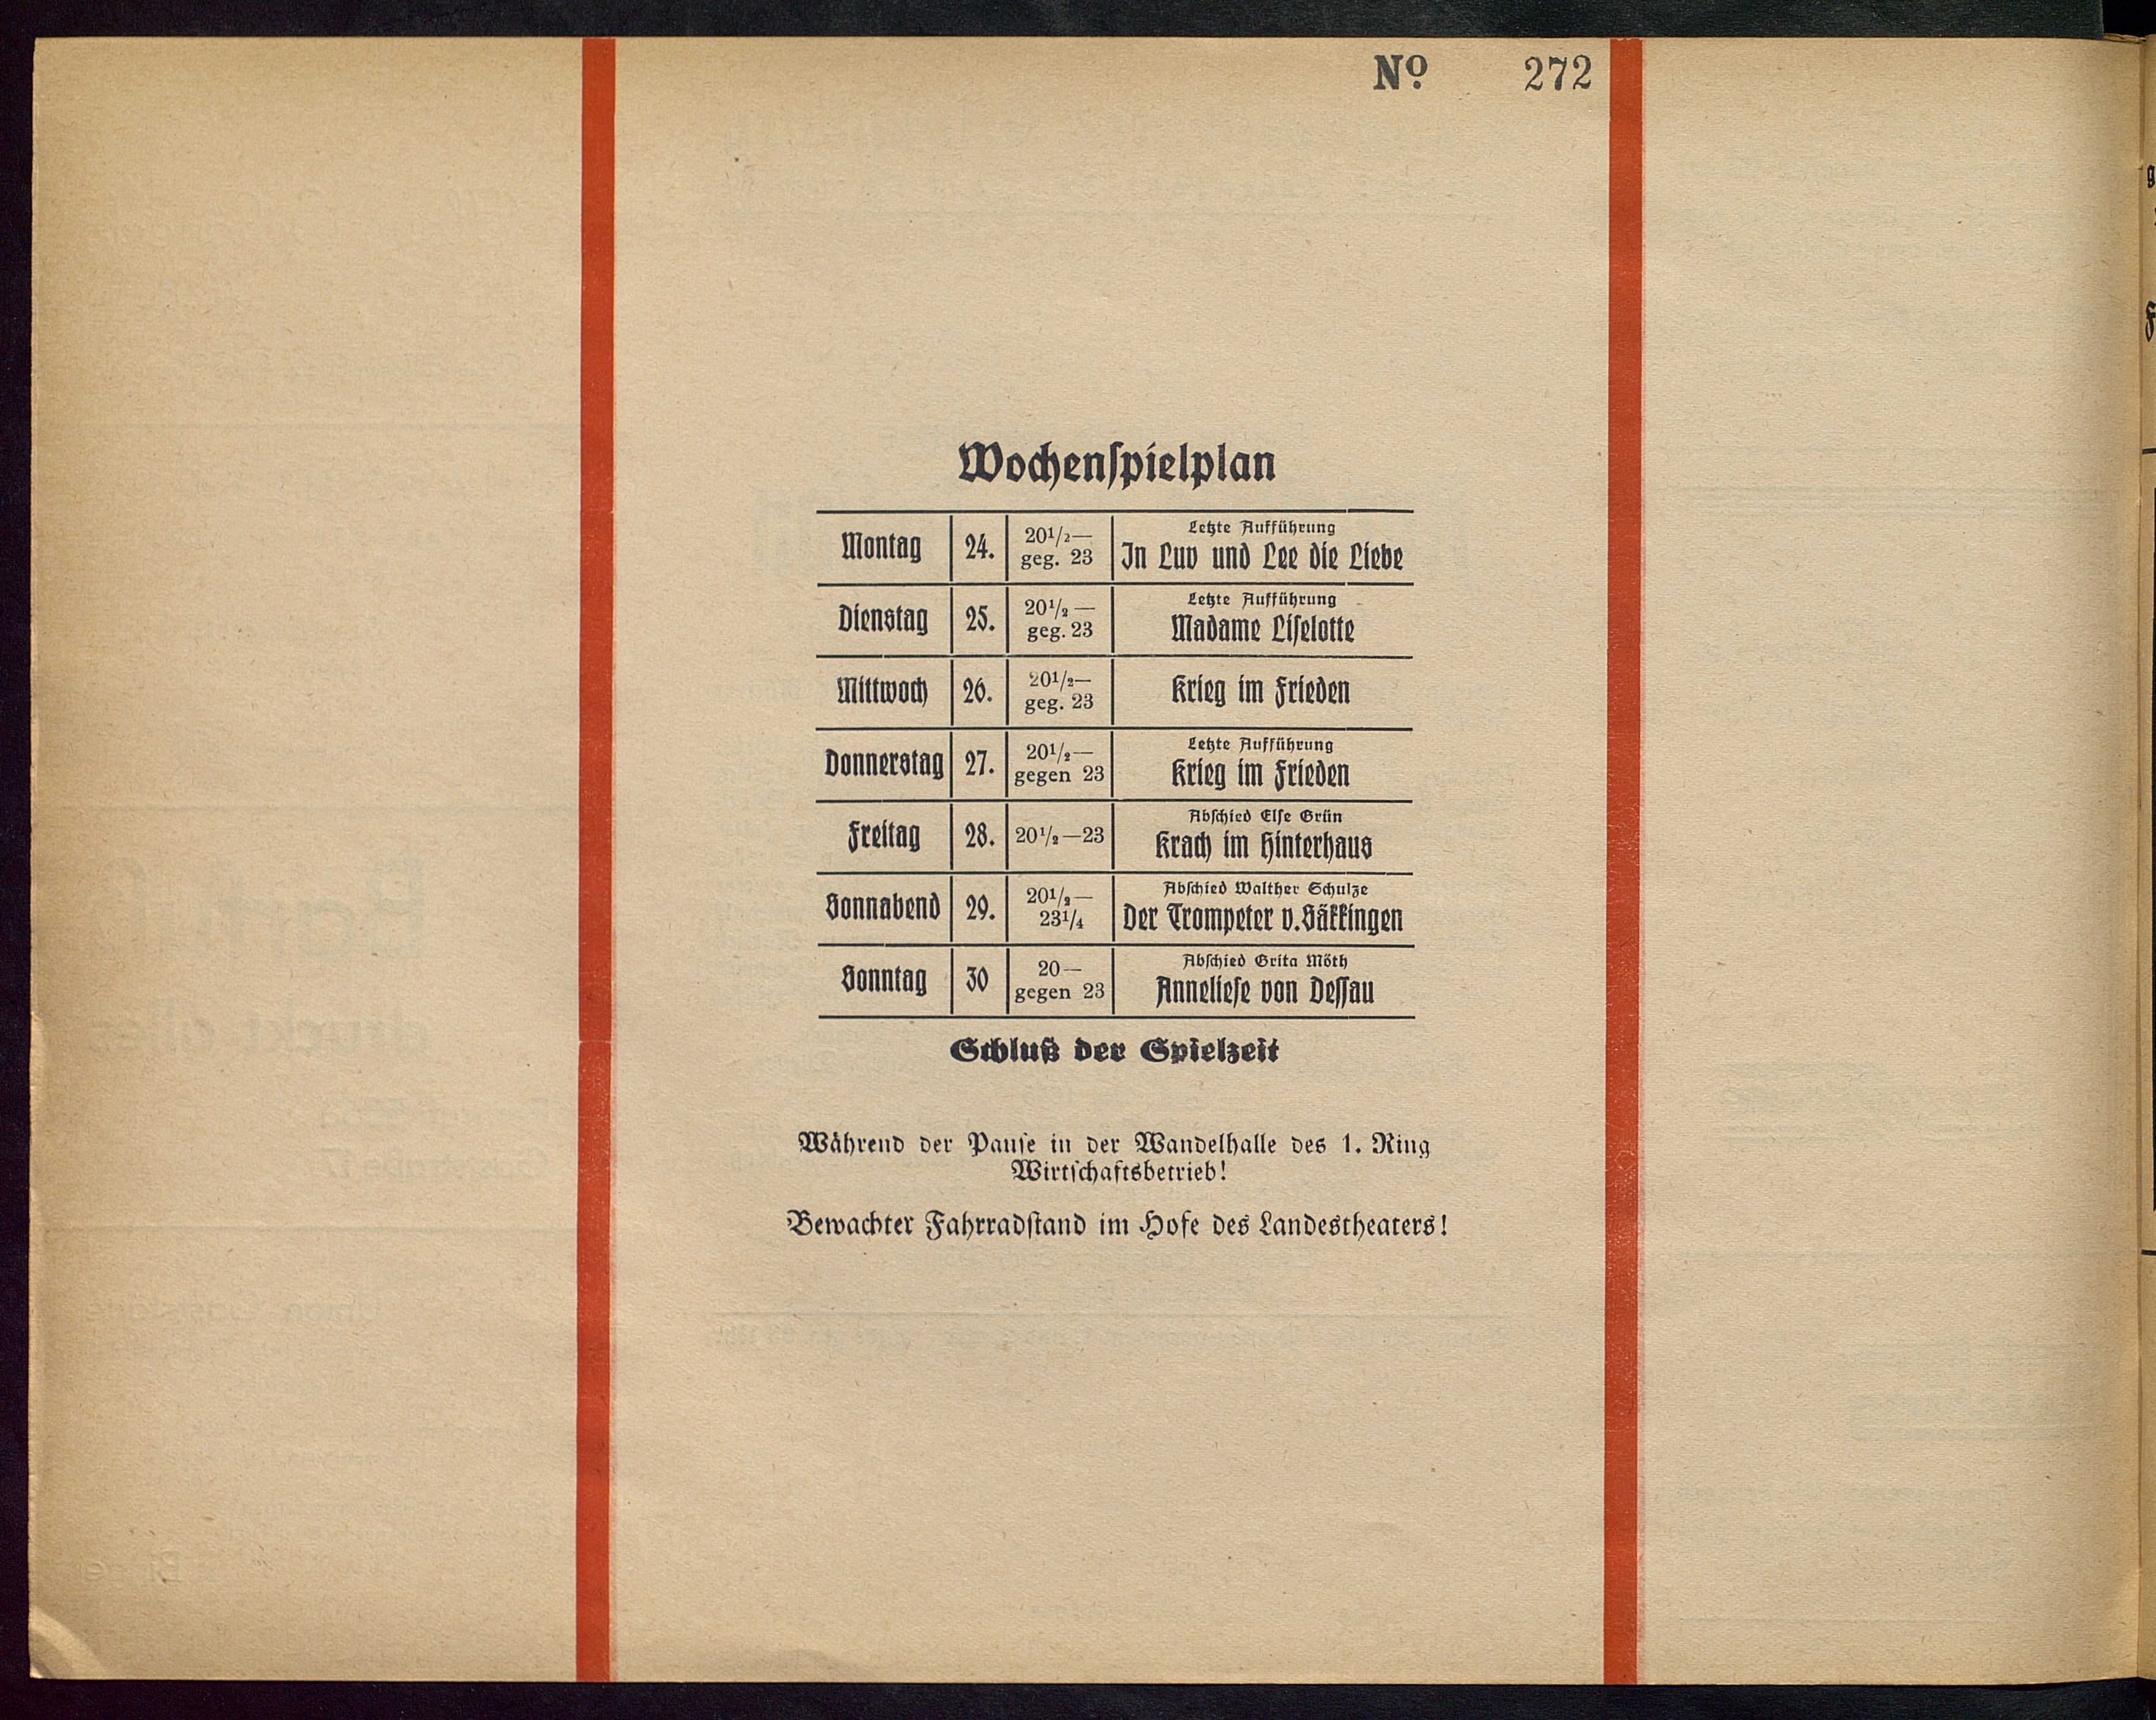 Nº 272
Wochenspielplan
Montag 24. 20½— geg. 23 Letzte Aufführung
In Luv und Lee die Liebe
Dienstag 25. 20½— geg. 23 Letzte Aufführung
Madame Liselotte
Mittwoch 26. 20½— geg. 23 Krieg im Frieden
Donnerstag 27. 20½— gegen 23 Letzte Aufführung
Krieg im Frieden
Freitag 28. 20½—23 Abschied Else Grün
Krach im Hinterhaus
Sonnabend 29. 20½— 23¼ Abschied Walther Schulze
Der Trompeter v. Säkkingen
Sonntag 30 20— gegen 23 Abschied Grita Möth
Anneliese von Dessau
Schluß der Spielzeit
Während der Pause in der Wandelhalle des 1. Ring
Wirtschaftsbetrieb!
Bewachter Fahrradstand im Hofe des Landestheaters!